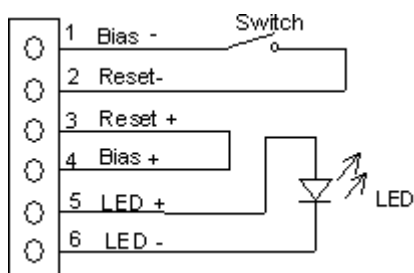 Switch
1 Bias -
2 Reset-
3 Reset +
4 Bias +
5 LED +
LED
6 LED -